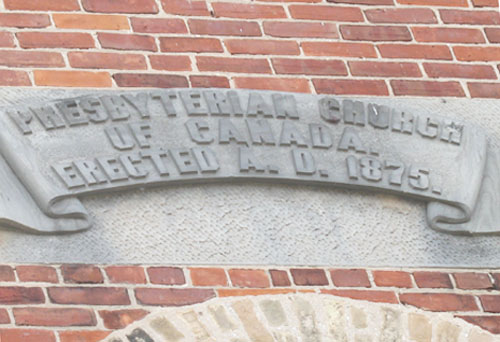 PRESBYTERIAN CHURCH
OF CANADA.
ERECTED A. D. 1875.